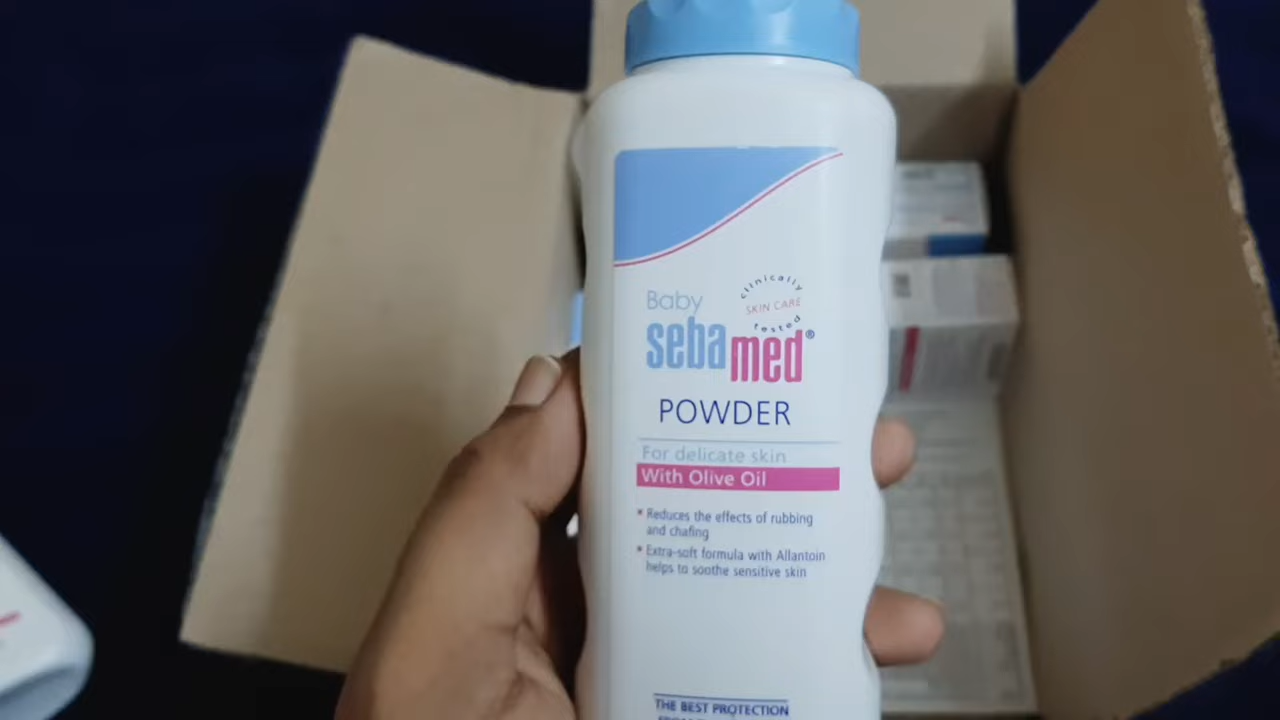 Baby
clinically
SKIN CARE
tested
sebamed®
POWDER
For delicate skin
With Olive Oil
* Reduces the effects of rubbing
and chafing
* Extra-soft formula with Allantoin
helps to soothe sensitive skin
THE BEST PROTECTION